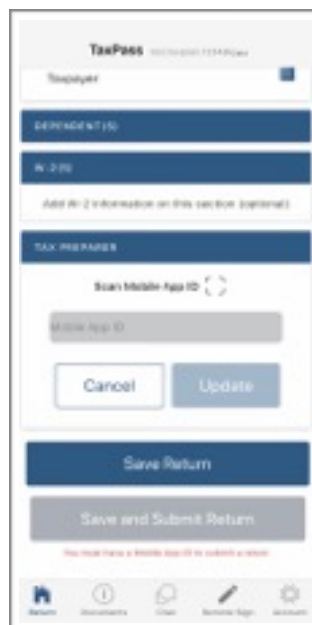 TaxPass
Taxpayer
DEPENDENT(S)
W-2(S)
Add W-2 information on this section (optional)
TAX PREPARER
Scan Mobile App ID
Mobile App ID
Cancel Update
Save Return
Save and Submit Return
You must have a Mobile App ID to submit a return
Return Documents Chat Remote Sign Account